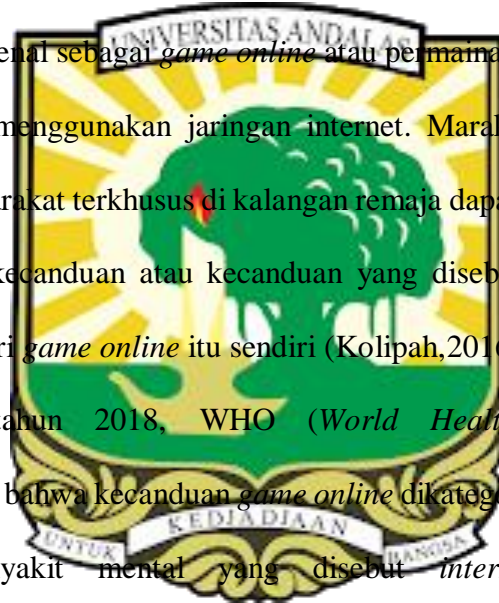 UNIVERSITAS ANDALAS
enal sebagai game online atau permaina
menggunakan jaringan internet. Maral
rakat terkhusus di kalangan remaja dapa
kecanduan atau kecanduan yang diseb
ri game online itu sendiri (Kolipah,2016
tahun 2018, WHO (World Healt
bahwa kecanduan game online dikateg
KEDJADJAAN
UNTUK BANGSA
yakit mental yang disebut inter